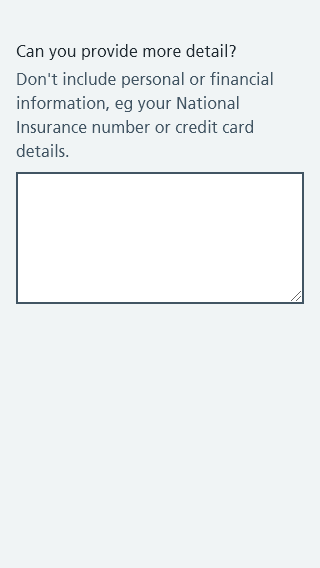 Can you provide more detail?
Don't include personal or financial
information, eg your National
Insurance number or credit card
details.